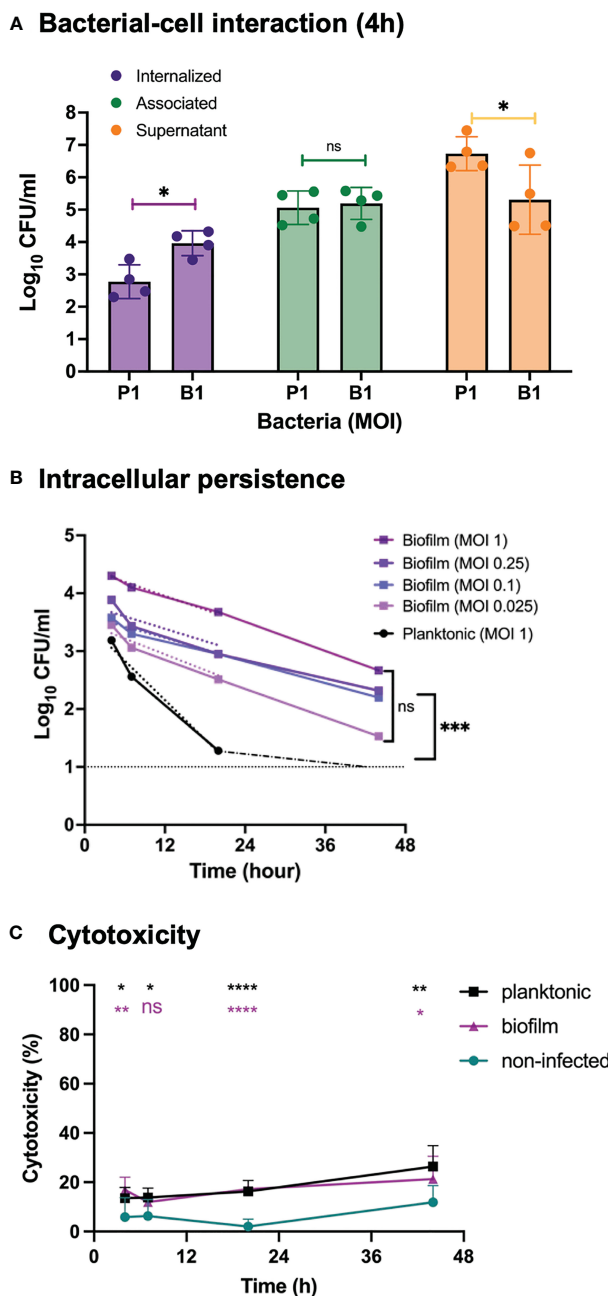 A Bacterial-cell interaction (4h)
Internalized
Associated
Supernatant
*
ns
*
8
7
6
5
4
3
2
1
0
Log10 CFU/ml
P1 B1 P1 B1 P1 B1
Bacteria (MOI)
B Intracellular persistence
Biofilm (MOI 1)
Biofilm (MOI 0.25)
Biofilm (MOI 0.1)
Biofilm (MOI 0.025)
Planktonic (MOI 1)
5
4
3
2
1
0
Log10 CFU/ml
ns
***
0 12 24 36 48
Time (hour)
C Cytotoxicity
* * **** **
** ns **** *
planktonic
biofilm
non-infected
100
80
60
40
20
0
Cytotoxicity (%)
0 12 24 36 48
Time (h)